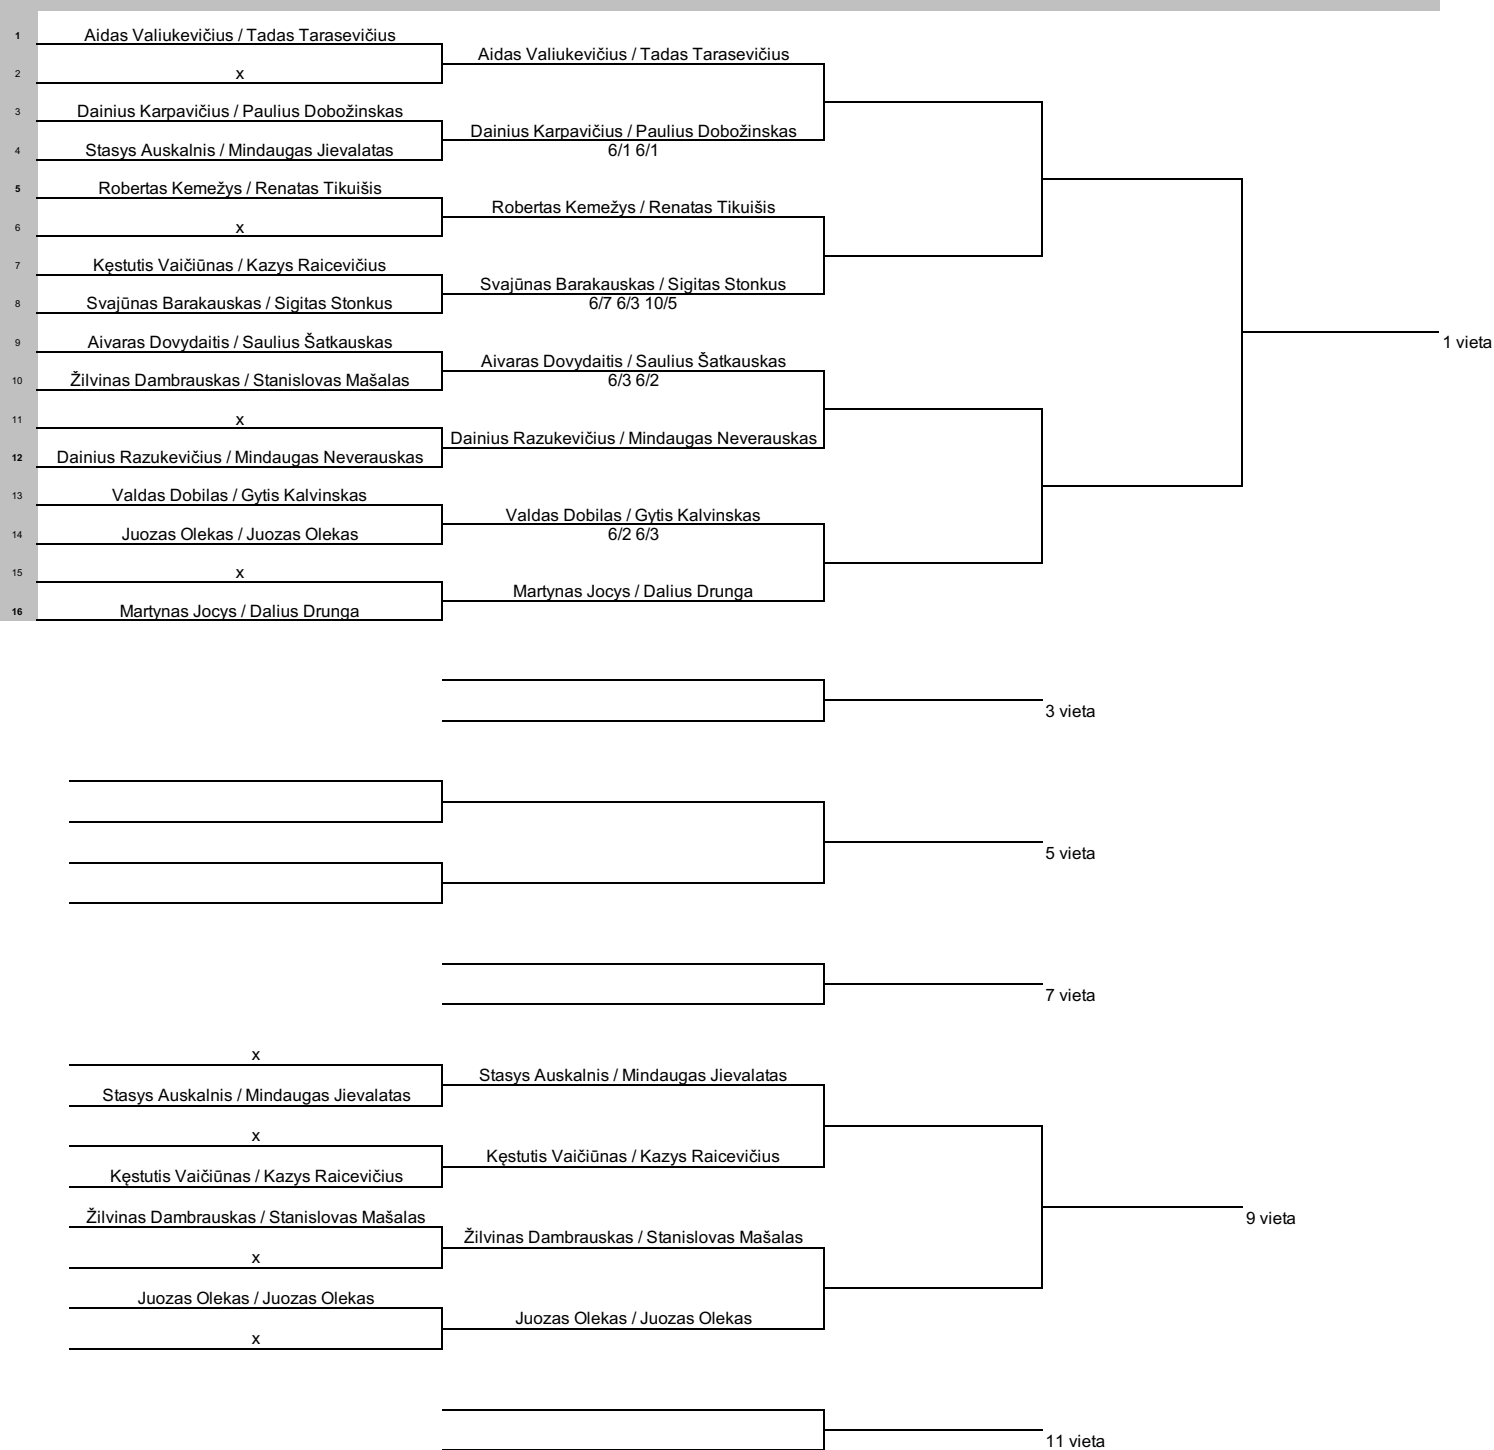 1 Aidas Valiukevičius / Tadas Tarasevičius
Aidas Valiukevičius / Tadas Tarasevičius
2 x
3 Dainius Karpavičius / Paulius Dobožinskas
Dainius Karpavičius / Paulius Dobožinskas
4 Stasys Auskalnis / Mindaugas Jievalatas
6/1 6/1
5 Robertas Kemežys / Renatas Tikuišis
Robertas Kemežys / Renatas Tikuišis
6 x
7 Kęstutis Vaičiūnas / Kazys Raicevičius
Svajūnas Barakauskas / Sigitas Stonkus
8 Svajūnas Barakauskas / Sigitas Stonkus
6/7 6/3 10/5
9 Aivaras Dovydaitis / Saulius Šatkauskas
1 vieta
Aivaras Dovydaitis / Saulius Šatkauskas
10 Žilvinas Dambrauskas / Stanislovas Mašalas
6/3 6/2
11 x
Dainius Razukevičius / Mindaugas Neverauskas
12 Dainius Razukevičius / Mindaugas Neverauskas
13 Valdas Dobilas / Gytis Kalvinskas
Valdas Dobilas / Gytis Kalvinskas
14 Juozas Olekas / Juozas Olekas
6/2 6/3
15 x
Martynas Jocys / Dalius Drunga
16 Martynas Jocys / Dalius Drunga
3 vieta
5 vieta
7 vieta
x
Stasys Auskalnis / Mindaugas Jievalatas
Stasys Auskalnis / Mindaugas Jievalatas
x
Kęstutis Vaičiūnas / Kazys Raicevičius
Kęstutis Vaičiūnas / Kazys Raicevičius
Žilvinas Dambrauskas / Stanislovas Mašalas
9 vieta
Žilvinas Dambrauskas / Stanislovas Mašalas
x
Juozas Olekas / Juozas Olekas
Juozas Olekas / Juozas Olekas
x
11 vieta